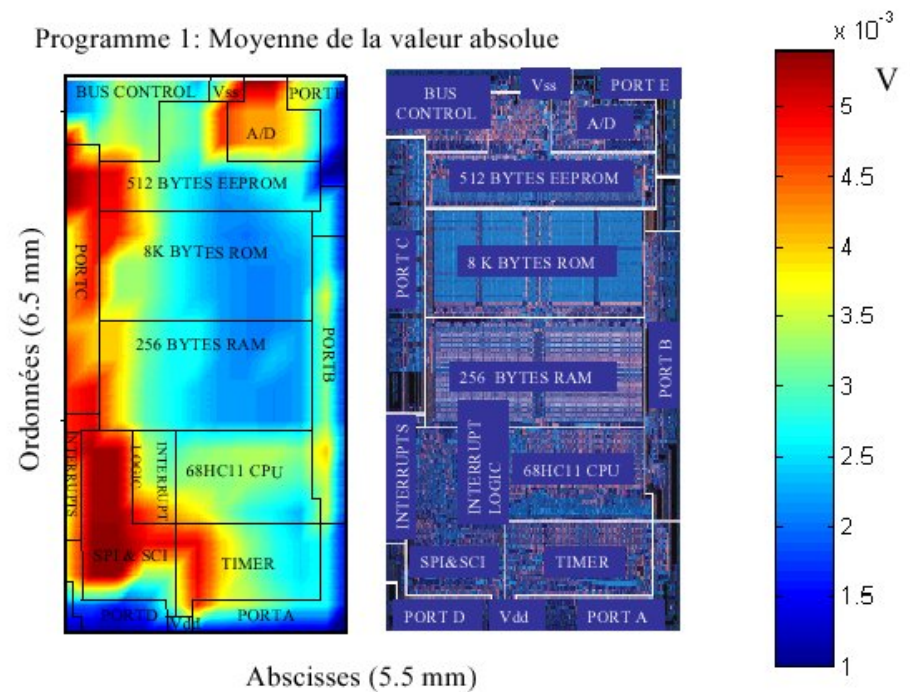 Programme 1: Moyenne de la valeur absolue
x 10⁻³
V
BUS CONTROL
Vss
PORTE
A/D
512 BYTES EEPROM
8K BYTES ROM
PORTC
256 BYTES RAM
PORTB
INTERRUPTS
INTERRUPT
LOGIC
68HC11 CPU
SPI& SCI
TIMER
PORTD
Vdd
PORTA
Ordonnées (6.5 mm)
BUS
CONTROL
Vss
PORT E
A/D
512 BYTES EEPROM
PORT C
8 K BYTES ROM
256 BYTES RAM
PORT B
INTERRUPTS
INTERRUPT
LOGIC
68HC11 CPU
SPI&SCI
TIMER
PORT D
Vdd
PORT A
Abscisses (5.5 mm)
5
4.5
4
3.5
3
2.5
2
1.5
1